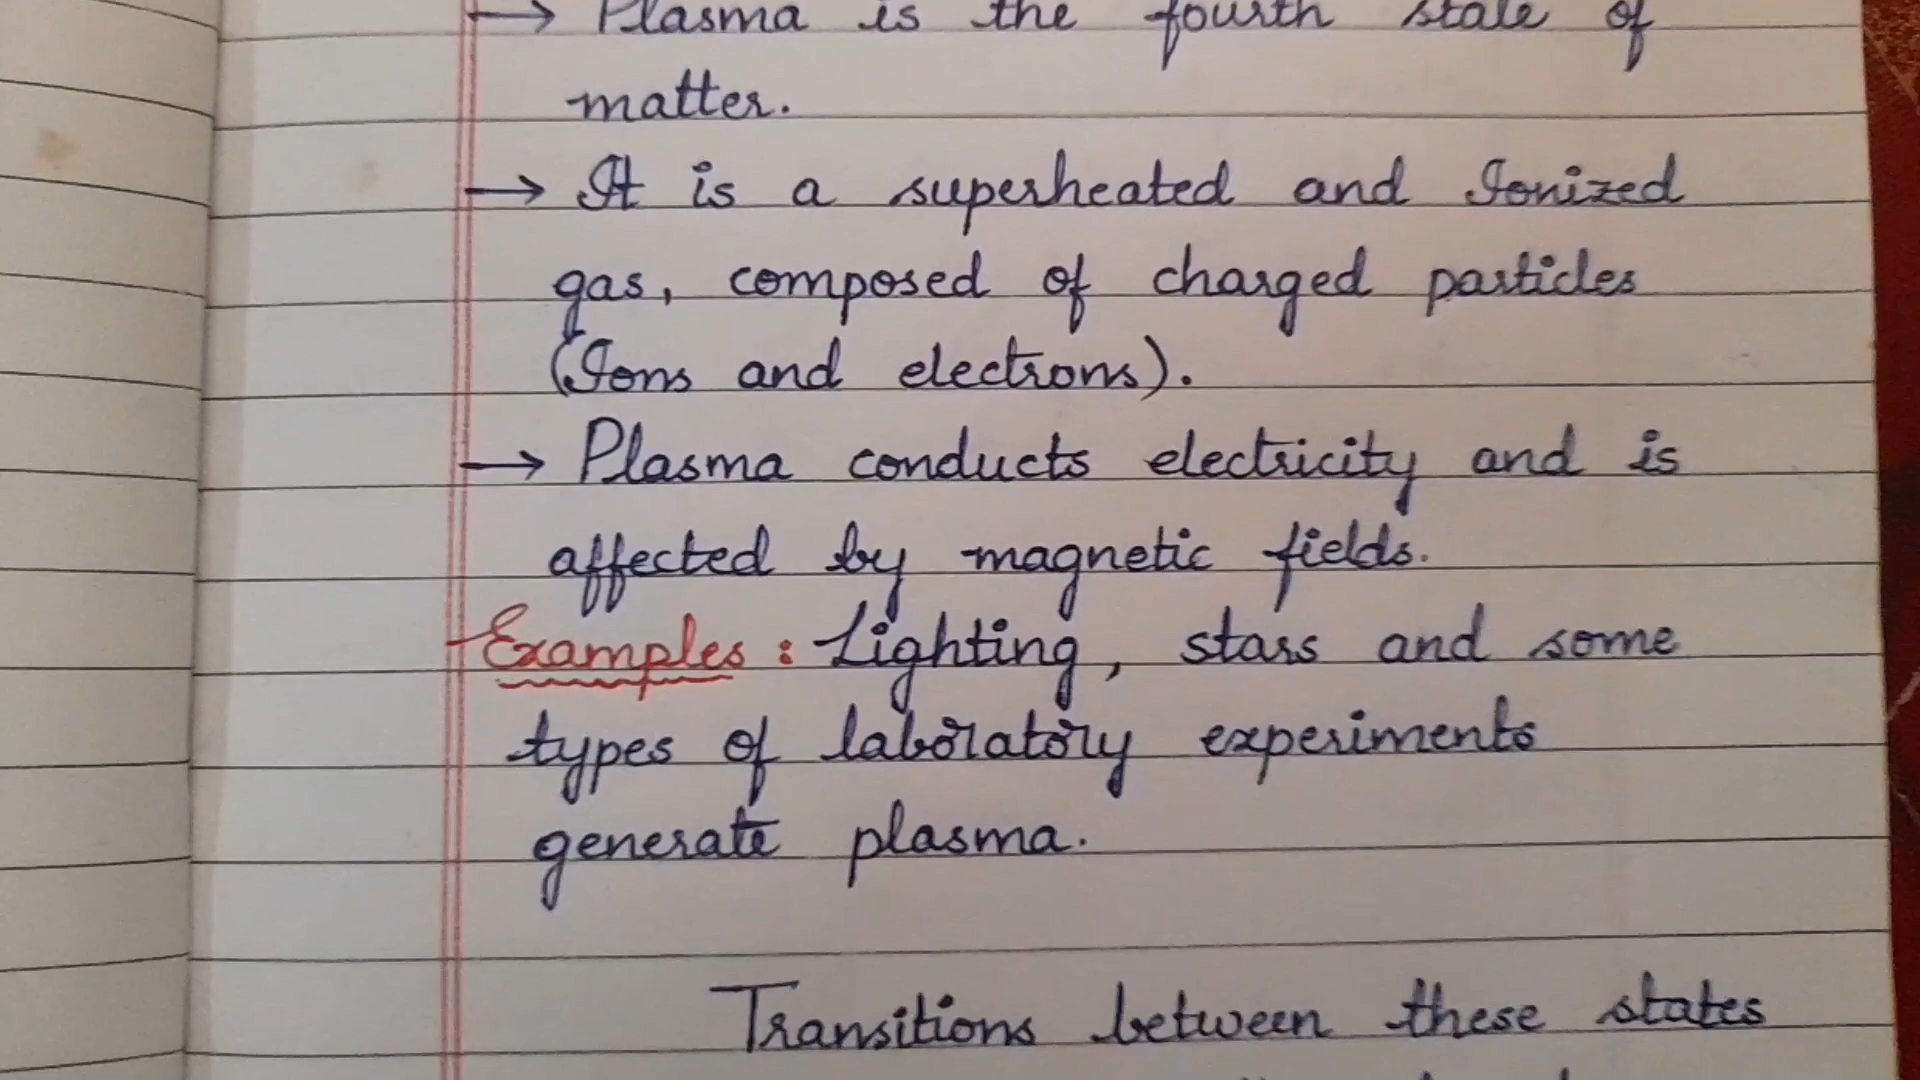 → Plasma is the fourth state of
matter.
→ It is a superheated and Ionized
gas, composed of charged particles
(Ions and electrons).
→ Plasma conducts electricity and is
affected by magnetic fields.
Examples: Lighting, stars and some
types of laboratory experiments
generate plasma.
Transitions between these states